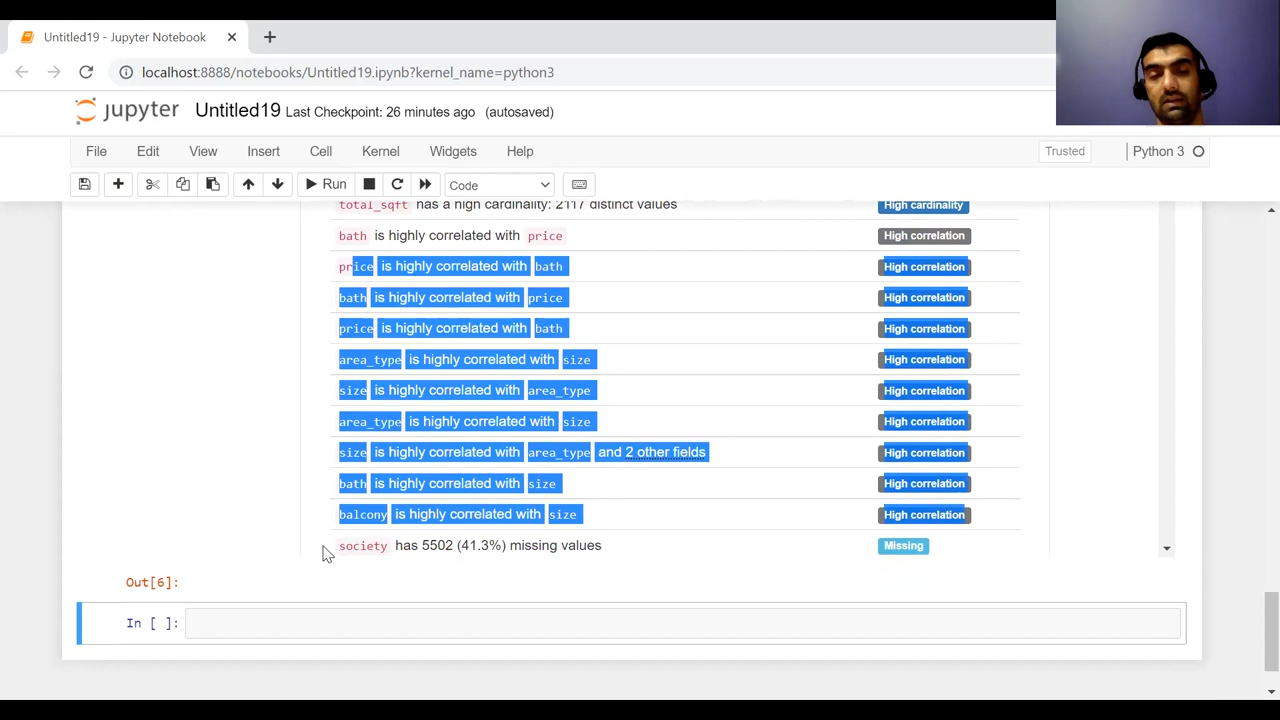 Untitled19 - Jupyter Notebook
localhost:8888/notebooks/Untitled19.ipynb?kernel_name=python3
jupyter Untitled19 Last Checkpoint: 26 minutes ago (autosaved)
File Edit View Insert Cell Kernel Widgets Help Trusted Python 3
Run Code
total_sqft has a high cardinality: 2117 distinct values High cardinality
bath is highly correlated with price High correlation
price is highly correlated with bath High correlation
bath is highly correlated with price High correlation
price is highly correlated with bath High correlation
area_type is highly correlated with size High correlation
size is highly correlated with area_type High correlation
area_type is highly correlated with size High correlation
size is highly correlated with area_type and 2 other fields High correlation
bath is highly correlated with size High correlation
balcony is highly correlated with size High correlation
society has 5502 (41.3%) missing values Missing
Out[6]:
In [ ]: